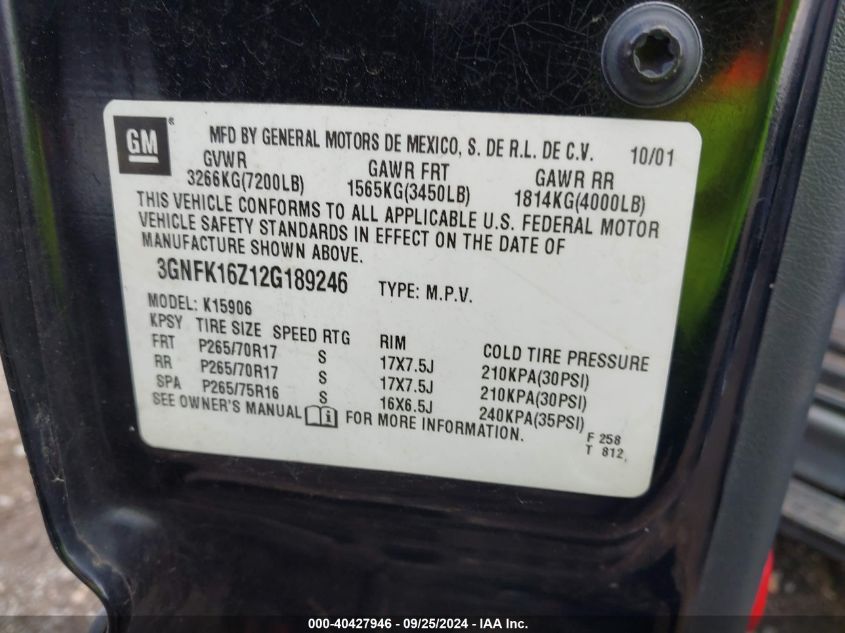 GM ® MFD BY GENERAL MOTORS DE MEXICO, S. DE R.L. DE C.V. 10/01
GVWR GAWR FRT GAWR RR
3266KG(7200LB) 1565KG(3450LB) 1814KG(4000LB)
THIS VEHICLE CONFORMS TO ALL APPLICABLE U.S. FEDERAL MOTOR
VEHICLE SAFETY STANDARDS IN EFFECT ON THE DATE OF
MANUFACTURE SHOWN ABOVE.
3GNFK16Z12G189246 TYPE: M.P.V.
MODEL: K15906
KPSY TIRE SIZE SPEED RTG RIM COLD TIRE PRESSURE
FRT P265/70R17 S 17X7.5J 210KPA(30PSI)
RR P265/70R17 S 17X7.5J 210KPA(30PSI)
SPA P265/75R16 S 16X6.5J 240KPA(35PSI)
SEE OWNER'S MANUAL i FOR MORE INFORMATION.
F 258
T 812
000-40427946 - 09/25/2024 - IAA Inc.